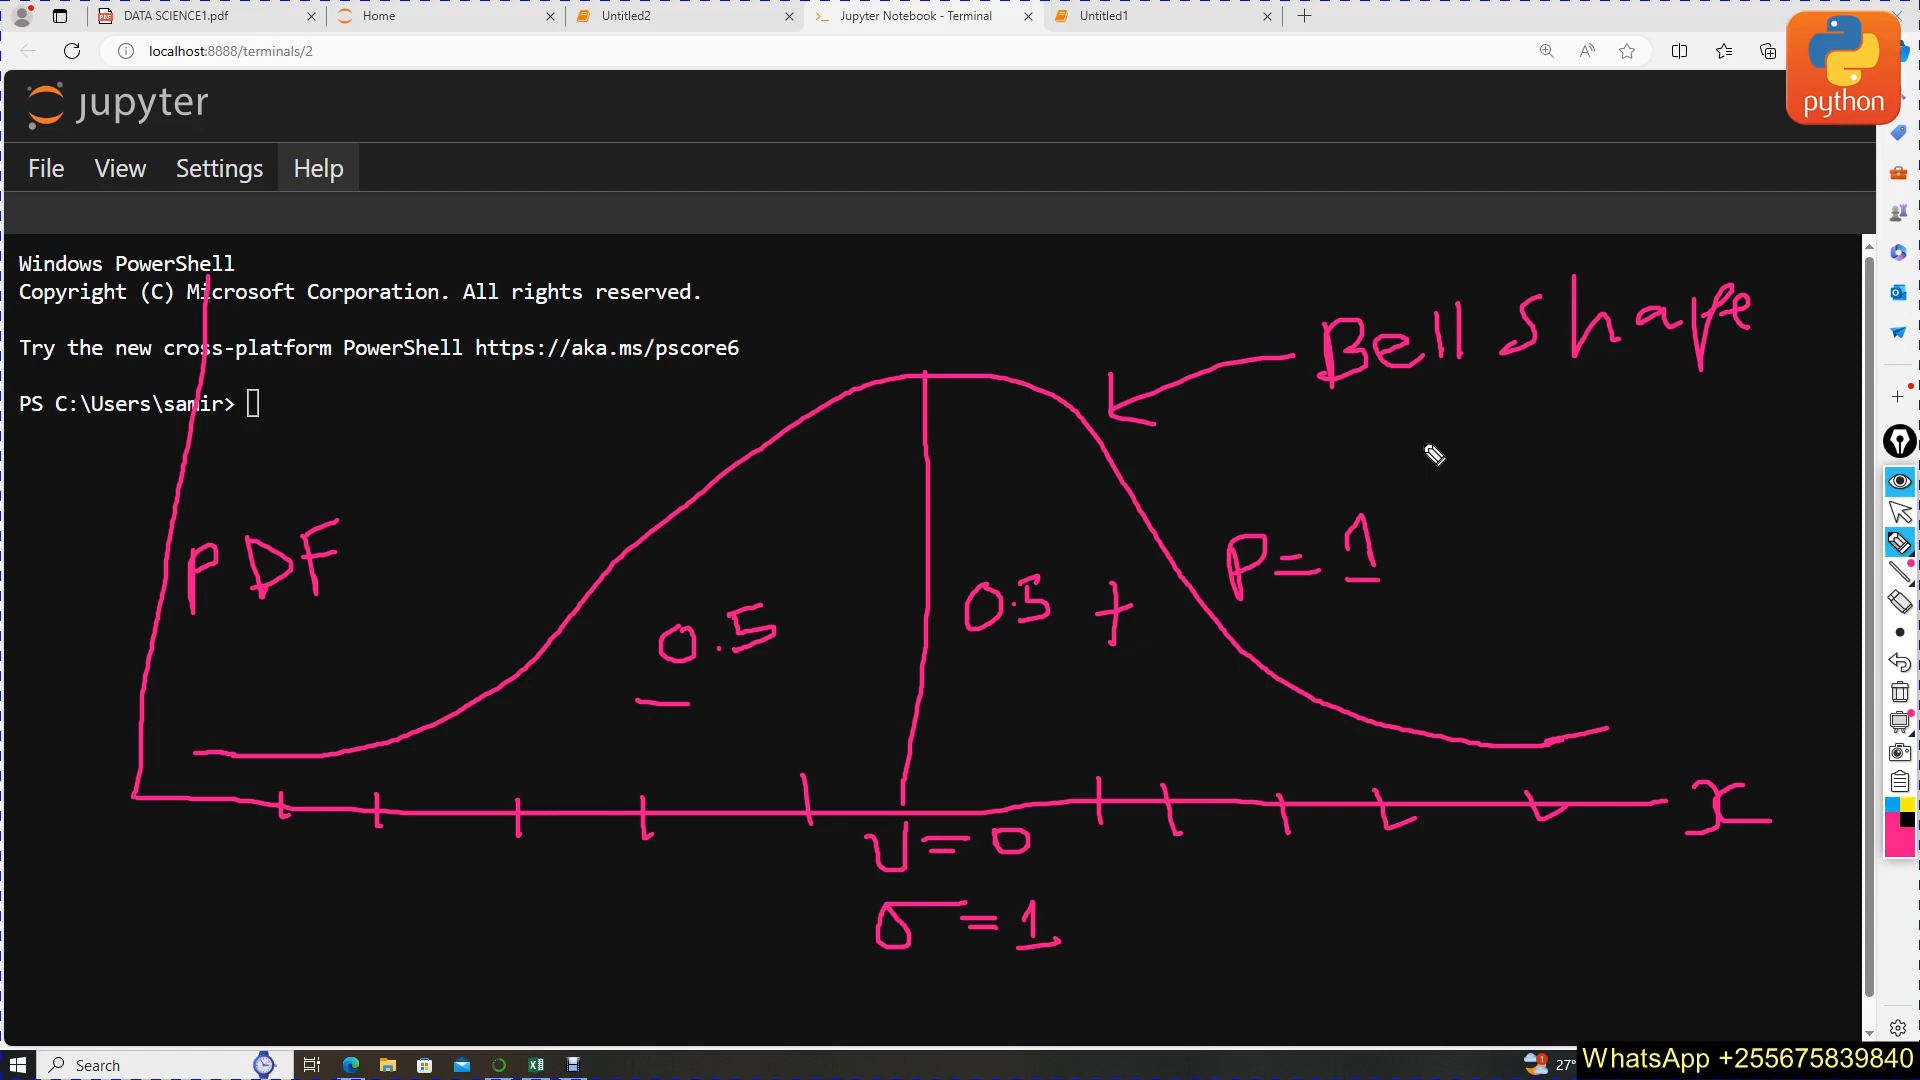 DATA SCIENCE1.pdf
Home
Untitled2
Jupyter Notebook - Terminal
Untitled1
localhost:8888/terminals/2
python
jupyter
File View Settings Help
Windows PowerShell
Copyright (C) Microsoft Corporation. All rights reserved.
Try the new cross-platform PowerShell https://aka.ms/pscore6
PS C:\Users\samir>
Bell shape
PDF
P = 1
0.5
0.5 +
x
μ = 0
σ = 1
Search
27°
WhatsApp +255675839840